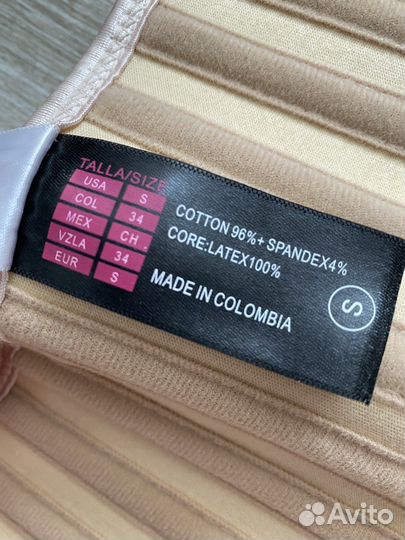 TALLA/SIZE
USA S
COL 34
MEX CH.
VZLA 34
EUR S
COTTON 96%+SPANDEX4%
CORE:LATEX100%
MADE IN COLOMBIA
S
Avito